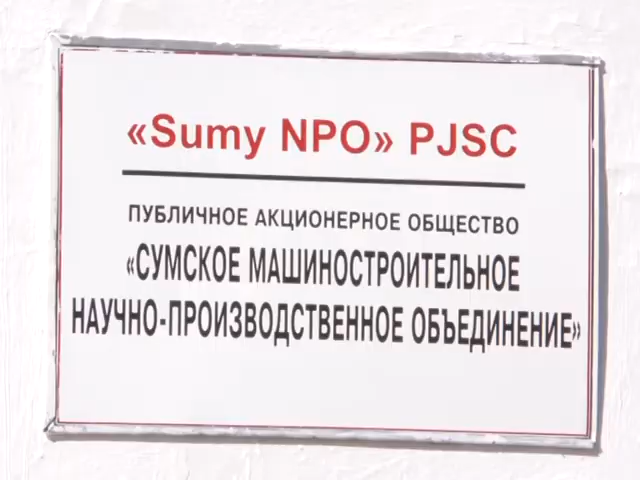 «Sumy NPO» PJSC
ПУБЛИЧНОЕ АКЦИОНЕРНОЕ ОБЩЕСТВО
«СУМСКОЕ МАШИНОСТРОИТЕЛЬНОЕ
НАУЧНО-ПРОИЗВОДСТВЕННОЕ ОБЪЕДИНЕНИЕ»